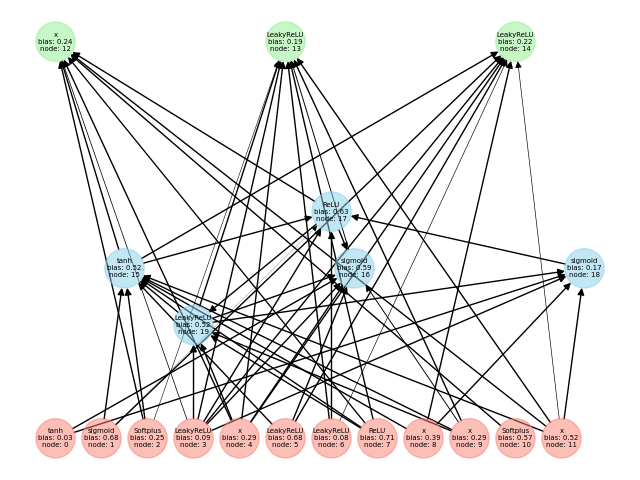 x
bias: 0.24
node: 12
LeakyReLU
bias: 0.19
node: 13
LeakyReLU
bias: 0.22
node: 14
ReLU
bias: 0.63
node: 17
tanh
bias: 0.52
node: 15
sigmoid
bias: 0.59
node: 16
sigmoid
bias: 0.17
node: 18
LeakyReLU
bias: 0.52
node: 19
tanh
bias: 0.03
node: 0
sigmoid
bias: 0.68
node: 1
Softplus
bias: 0.25
node: 2
LeakyReLU
bias: 0.09
node: 3
x
bias: 0.29
node: 4
LeakyReLU
bias: 0.68
node: 5
LeakyReLU
bias: 0.08
node: 6
ReLU
bias: 0.71
node: 7
x
bias: 0.39
node: 8
x
bias: 0.29
node: 9
Softplus
bias: 0.57
node: 10
x
bias: 0.52
node: 11